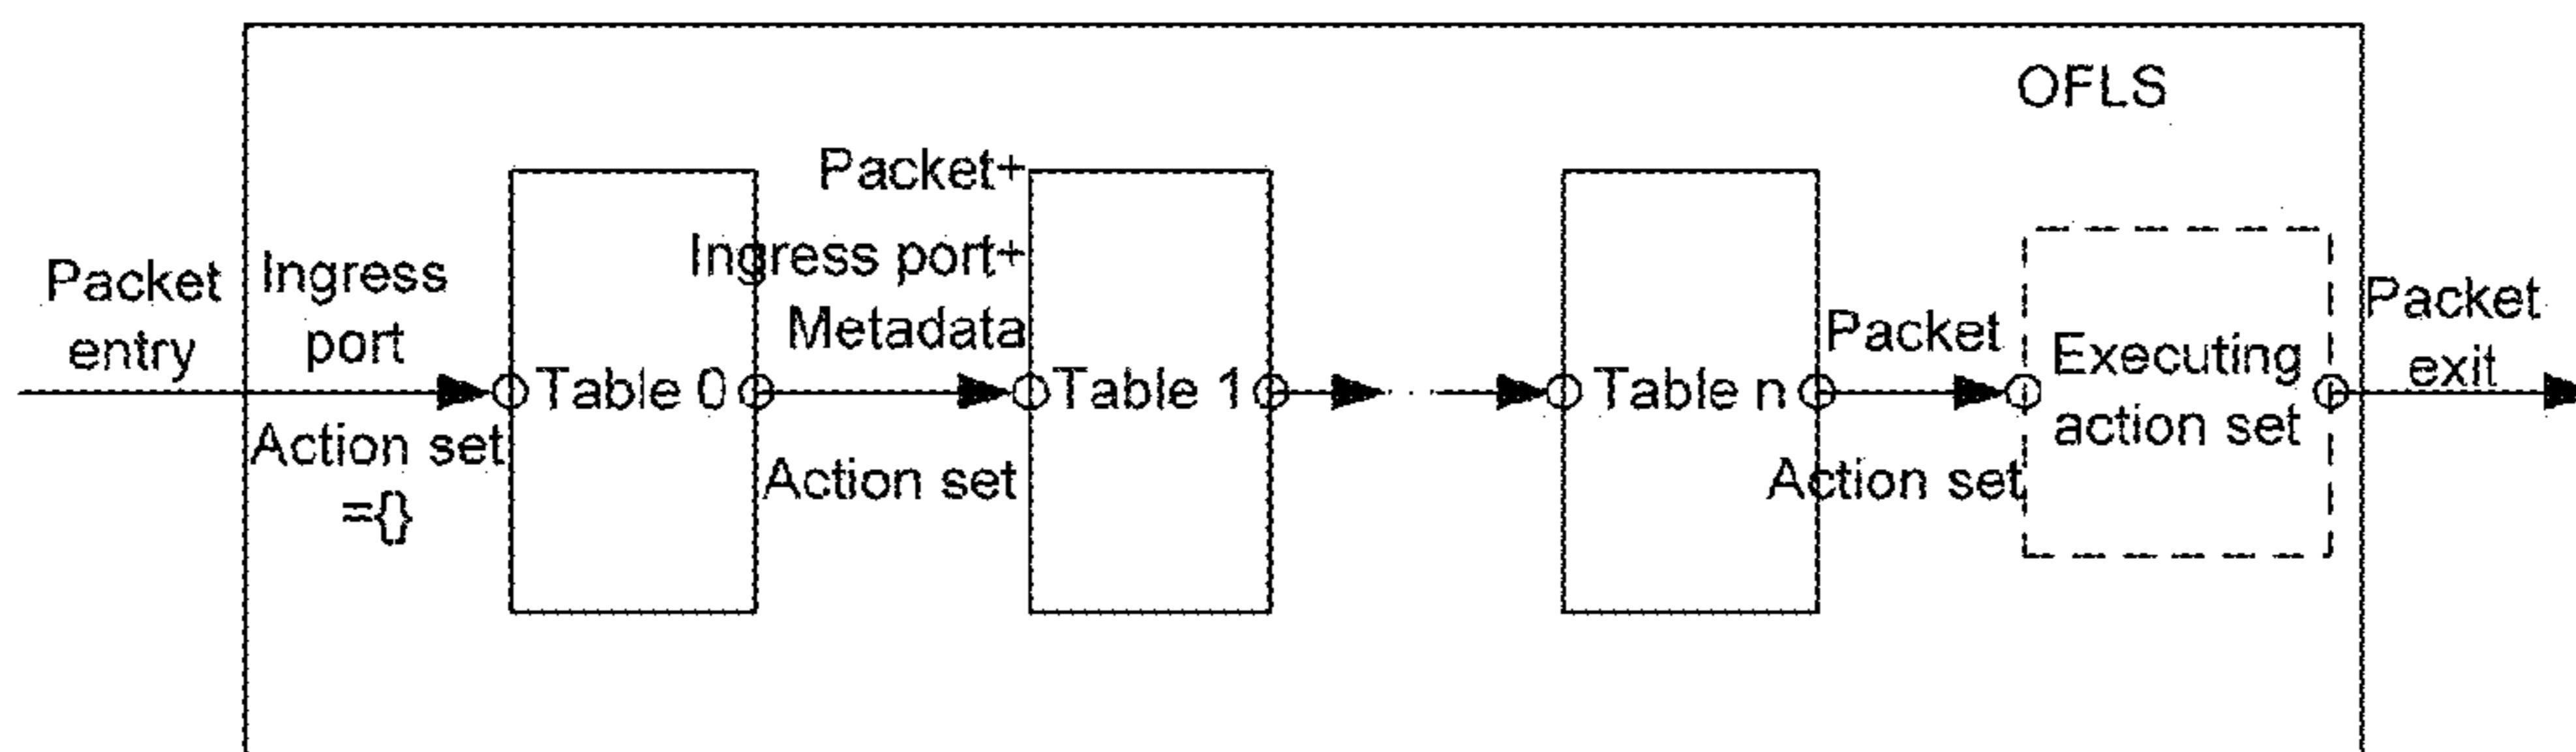 OFLS
Packet
entry
Ingress
port
Action set
={}
Table 0
Packet+
Ingress port+
Metadata
Action set
Table 1
Table n
Packet
Action set
Executing
action set
Packet
exit